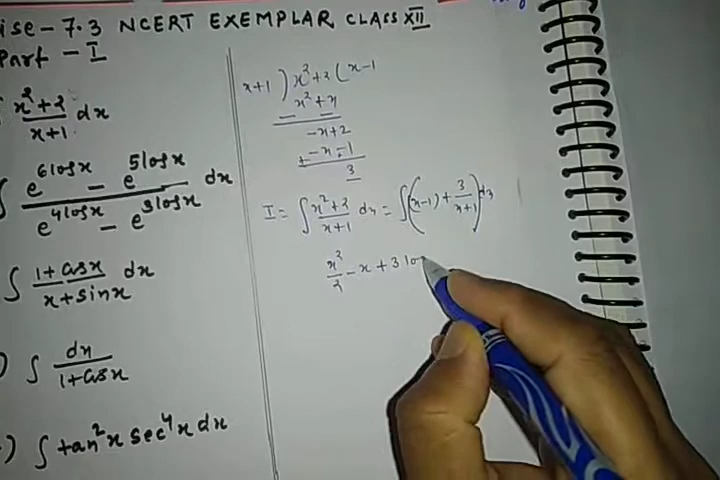 ise-7.3 NCERT EXEMPLAR CLASS XII
Part - I
x²+2/x+1 dx
∫ e^6logx - e^5logx / e^4logx - e^3logx dx
∫ 1+cosx / x+sinx dx
) ∫ dx / 1+cosx
) ∫ tan²x sec⁴x dx
x+1 ) x²+2 ( x-1
x²+x
- -
-x+2
-x-1
+ +
3
I = ∫ x²+2/x+1 dx = ∫((x-1) + 3/x+1) dx
x²/2 - x + 3 lo